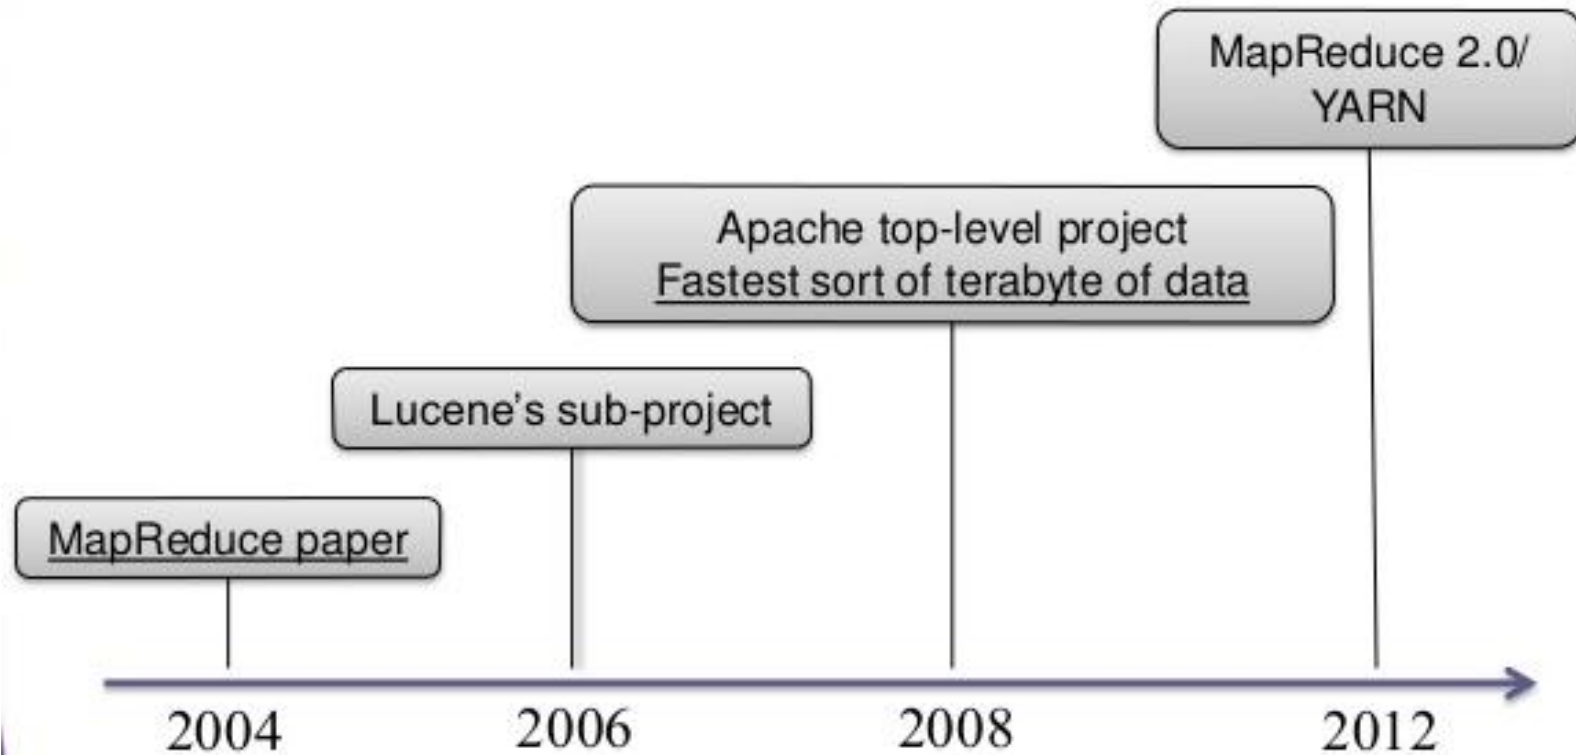 MapReduce 2.0/
YARN
Apache top-level project
Fastest sort of terabyte of data
Lucene’s sub-project
MapReduce paper
2004
2006
2008
2012